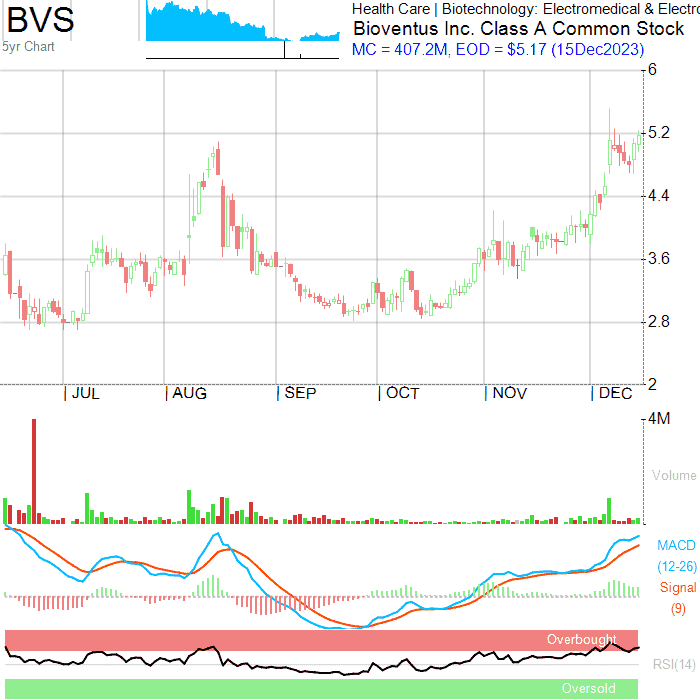 BVS
5yr Chart
Health Care | Biotechnology: Electromedical & Electro
Bioventus Inc. Class A Common Stock
MC = 407.2M, EOD = $5.17 (15Dec2023)
6
5.2
4.4
3.6
2.8
2
| JUL | AUG | SEP | OCT | NOV | DEC
4M
Volume
MACD
(12-26)
Signal
(9)
Overbought
RSI(14)
Oversold